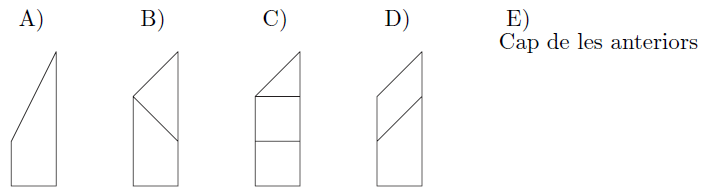 A) B) C) D) E)
Cap de les anteriors